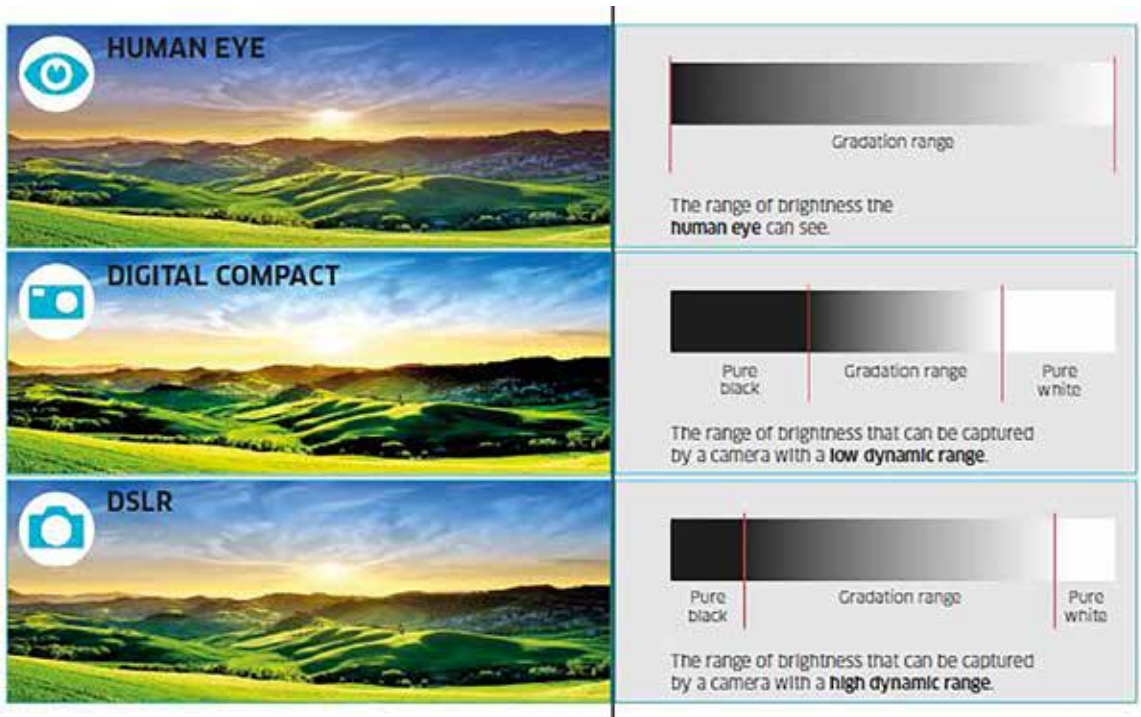 HUMAN EYE
Gradation range
The range of brightness the
human eye can see.
DIGITAL COMPACT
Pure
black
Gradation range
Pure
white
The range of brightness that can be captured
by a camera with a low dynamic range.
DSLR
Pure
black
Gradation range
Pure
white
The range of brightness that can be captured
by a camera with a high dynamic range.